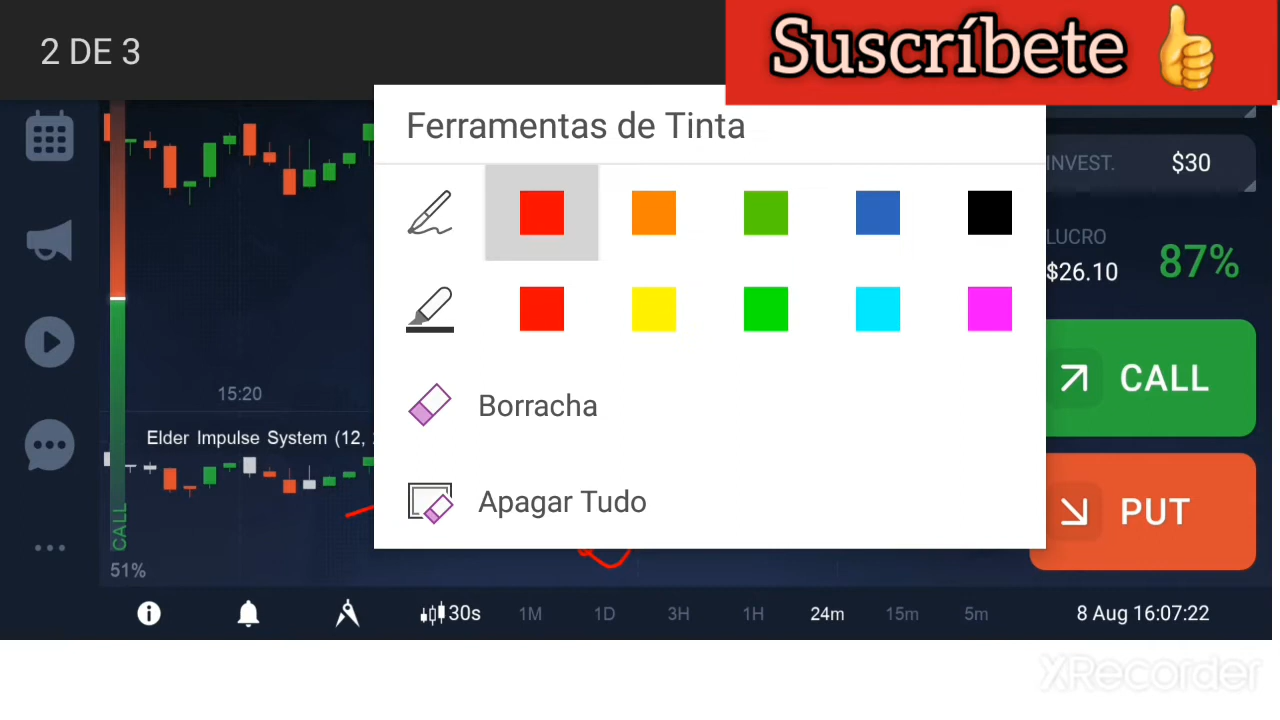 2 DE 3
Suscríbete
Ferramentas de Tinta
INVEST. $30
LUCRO
$26.10
87%
15:20
Elder Impulse System (12,
Borracha
CALL
Apagar Tudo
PUT
CALL
51%
30s 1M 1D 3H 1H 24m 15m 5m 8 Aug 16:07:22
XRecorder